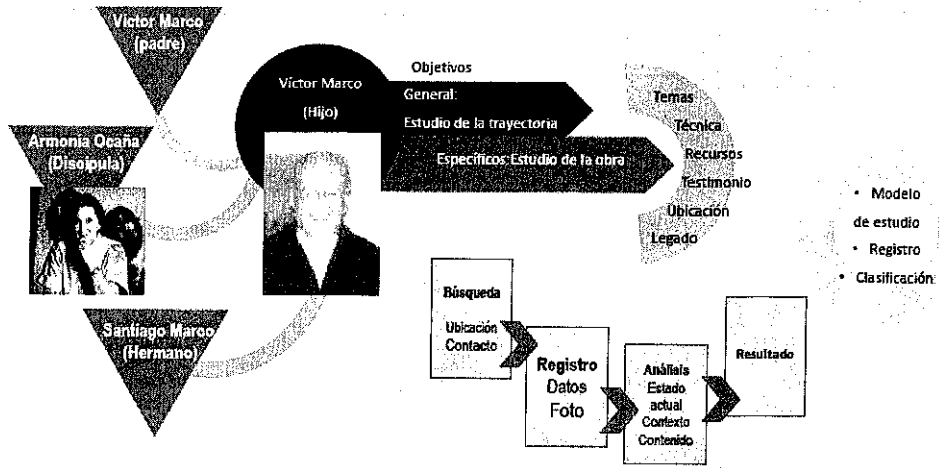 Víctor Marco
(padre)
Armonía Ocaña
(Discípula)
Santiago Marco
(Hermano)
Víctor Marco
(Hijo)
Objetivos
General:
Estudio de la trayectoria
Específicos:Estudio de la obra
Temas
Técnica
Recursos
Testimonio
Ubicación
Legado
• Modelo
de estudio
• Registro
• Clasificación
Búsqueda
Ubicación
Contacto
Registro
Datos
Foto
Análisis
Estado
actual
Contexto
Contenido
Resultado